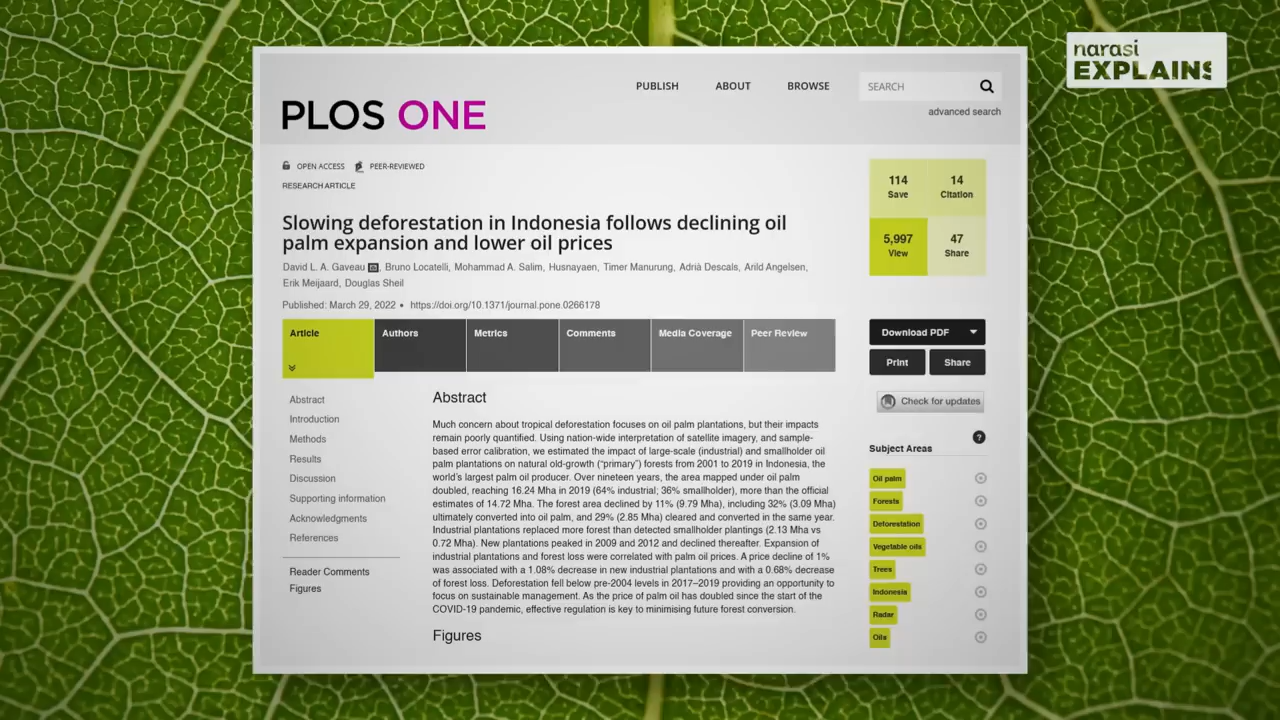 narasi
EXPLAINS
PUBLISH ABOUT BROWSE SEARCH
advanced search
PLOS ONE
OPEN ACCESS PEER-REVIEWED
RESEARCH ARTICLE
Slowing deforestation in Indonesia follows declining oil
palm expansion and lower oil prices
David L. A. Gaveau, Bruno Locatelli, Mohammad A. Salim, Husnayaen, Timer Manurung, Adrià Descals, Arild Angelsen,
Erik Meijaard, Douglas Sheil
Published: March 29, 2022 • https://doi.org/10.1371/journal.pone.0266178
114 14
Save Citation
5,997 47
View Share
Article Authors Metrics Comments Media Coverage Peer Review
Download PDF
Print Share
Check for updates
Abstract
Introduction
Methods
Results
Discussion
Supporting information
Acknowledgments
References
Reader Comments
Figures
Abstract
Much concern about tropical deforestation focuses on oil palm plantations, but their impacts
remain poorly quantified. Using nation-wide interpretation of satellite imagery, and sample-
based error calibration, we estimated the impact of large-scale (industrial) and smallholder oil
palm plantations on natural old-growth (“primary”) forests from 2001 to 2019 in Indonesia, the
world's largest palm oil producer. Over nineteen years, the area mapped under oil palm
doubled, reaching 16.24 Mha in 2019 (64% industrial; 36% smallholder), more than the official
estimates of 14.72 Mha. The forest area declined by 11% (9.79 Mha), including 32% (3.09 Mha)
ultimately converted into oil palm, and 29% (2.85 Mha) cleared and converted in the same year.
Industrial plantations replaced more forest than detected smallholder plantings (2.13 Mha vs
0.72 Mha). New plantations peaked in 2009 and 2012 and declined thereafter. Expansion of
industrial plantations and forest loss were correlated with palm oil prices. A price decline of 1%
was associated with a 1.08% decrease in new industrial plantations and with a 0.68% decrease
of forest loss. Deforestation fell below pre-2004 levels in 2017–2019 providing an opportunity to
focus on sustainable management. As the price of palm oil has doubled since the start of the
COVID-19 pandemic, effective regulation is key to minimising future forest conversion.
Figures
?
Subject Areas
Oil palm
Forests
Deforestation
Vegetable oils
Trees
Indonesia
Radar
Oils